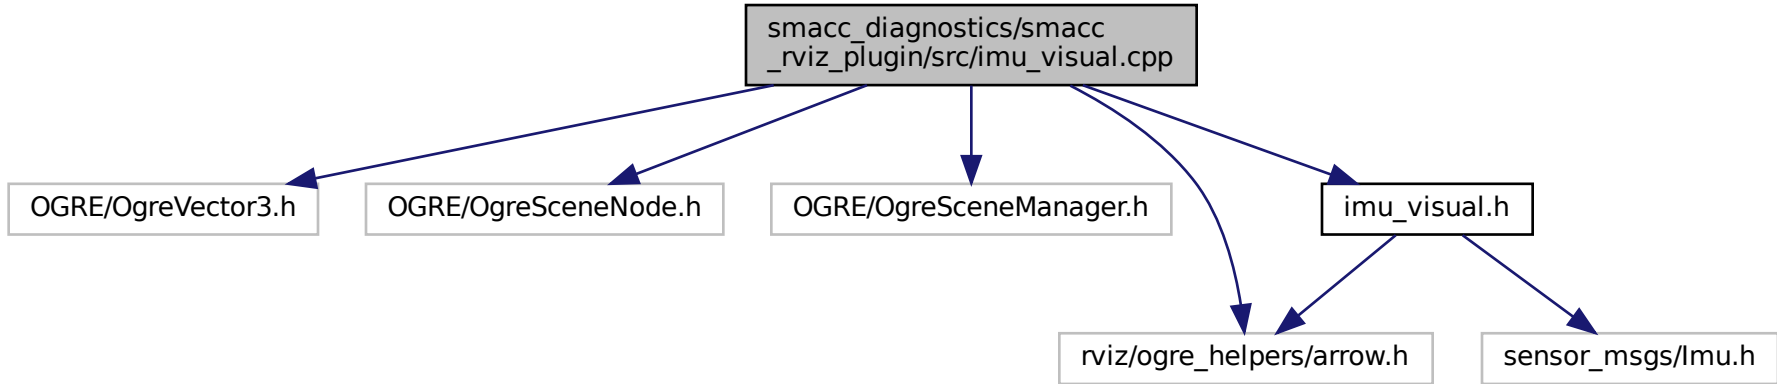 smacc_diagnostics/smacc
_rviz_plugin/src/imu_visual.cpp
OGRE/OgreVector3.h
OGRE/OgreSceneNode.h
OGRE/OgreSceneManager.h
imu_visual.h
rviz/ogre_helpers/arrow.h
sensor_msgs/Imu.h